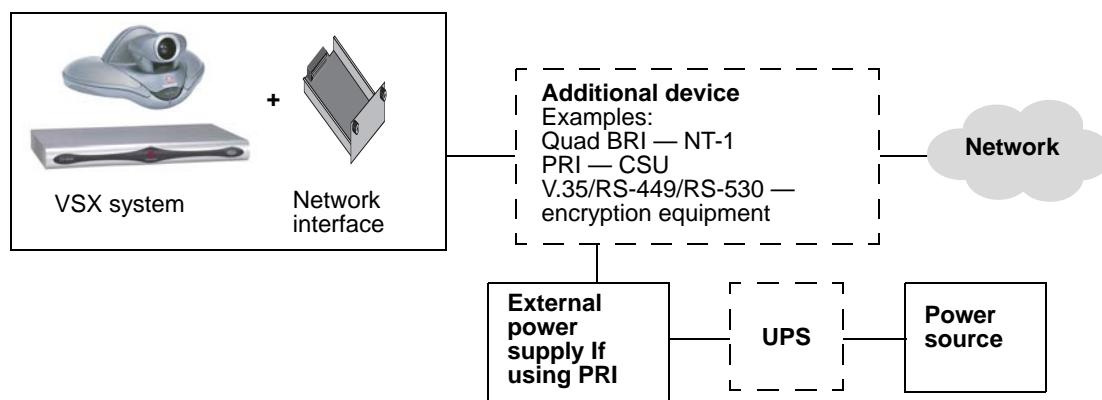 +
VSX system
Network
interface
Additional device
Examples:
Quad BRI — NT-1
PRI — CSU
V.35/RS-449/RS-530 —
encryption equipment
Network
External
power
supply If
using PRI
UPS
Power
source